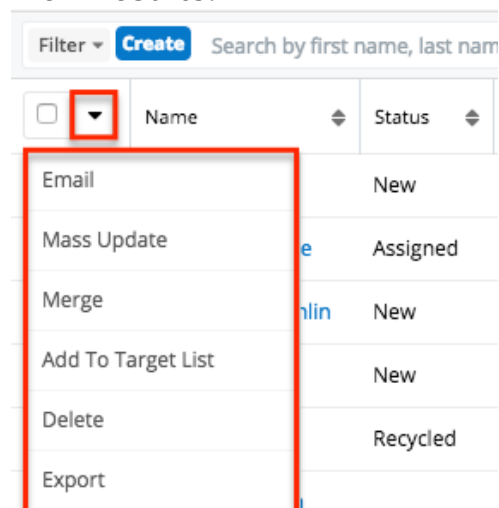 Filter Create Search by first name, last nam
Name Status
Email New
Mass Update e Assigned
Merge nlin New
Add To Target List New
Delete Recycled
Export